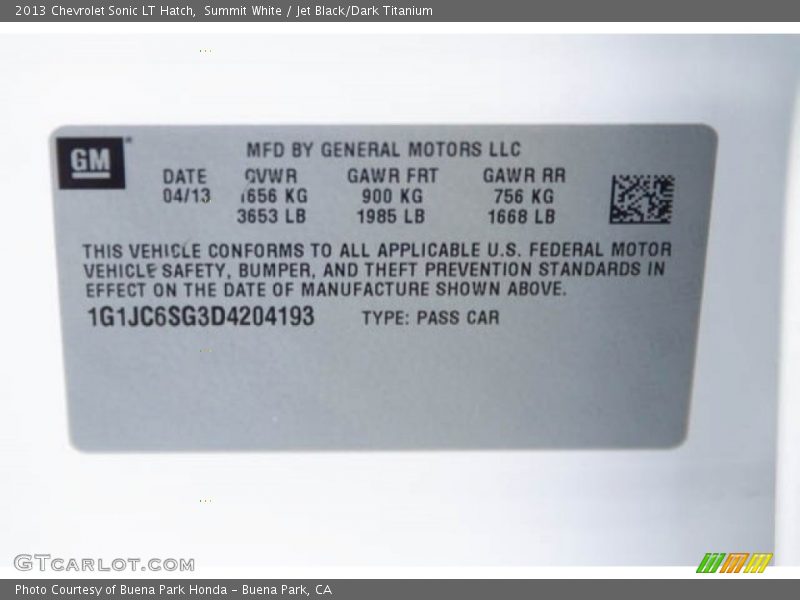 2013 Chevrolet Sonic LT Hatch,  Summit White / Jet Black/Dark Titanium
GM
MFD BY GENERAL MOTORS LLC
DATE GVWR GAWR FRT GAWR RR
04/13 1656 KG 900 KG 756 KG
3653 LB 1985 LB 1668 LB
THIS VEHICLE CONFORMS TO ALL APPLICABLE U.S. FEDERAL MOTOR
VEHICLE SAFETY, BUMPER, AND THEFT PREVENTION STANDARDS IN
EFFECT ON THE DATE OF MANUFACTURE SHOWN ABOVE.
1G1JC6SG3D4204193 TYPE: PASS CAR
GTCARLOT.COM
Photo Courtesy of Buena Park Honda - Buena Park, CA